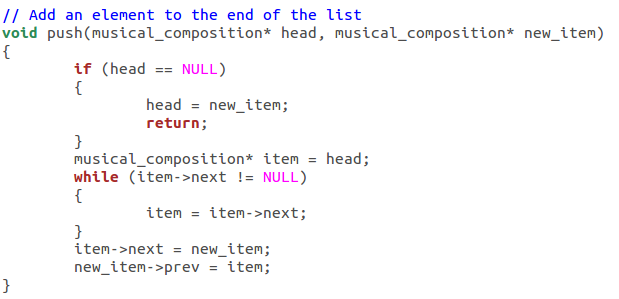 // Add an element to the end of the list
void push(musical_composition* head, musical_composition* new_item)
{
        if (head == NULL)
        {
                head = new_item;
                return;
        }
        musical_composition* item = head;
        while (item->next != NULL)
        {
                item = item->next;
        }
        item->next = new_item;
        new_item->prev = item;
}